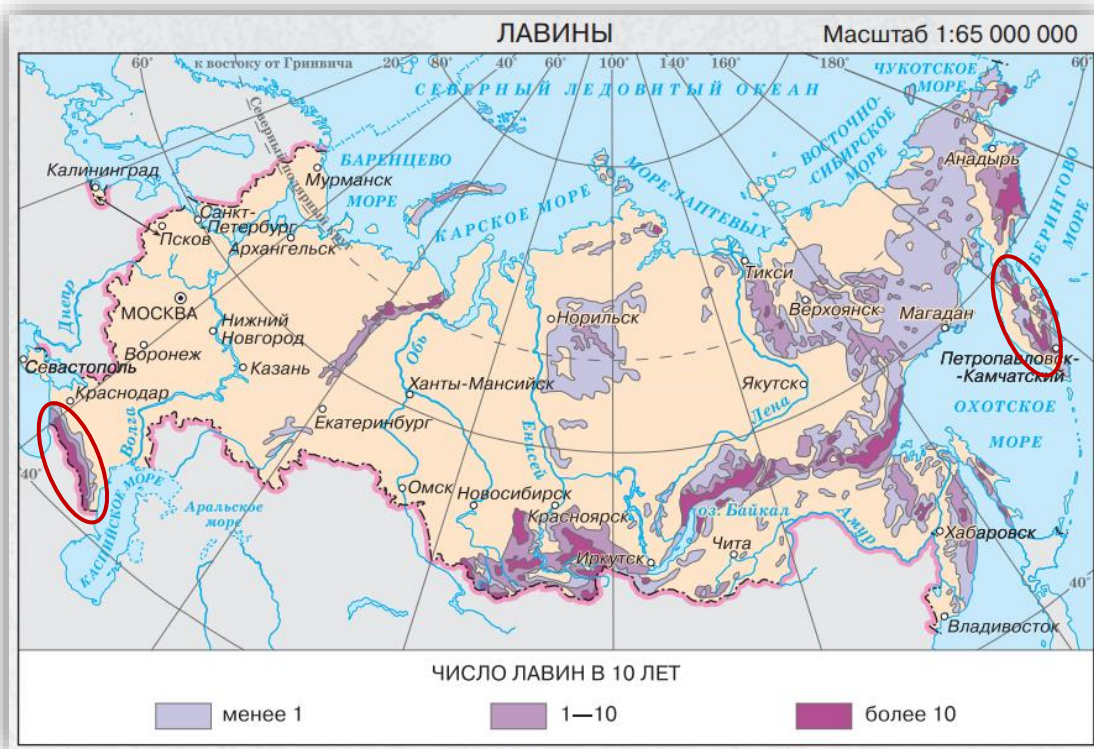 ЛАВИНЫ
Масштаб 1:65 000 000
60°
к востоку от Гринвича
20°
80°
40°
60°
100°
140°
160°
180°
60°
ЧУКОТСКОЕ
МОРЕ
СЕВЕРНЫЙ ЛЕДОВИТЫЙ ОКЕАН
Северный полярный круг
ВОСТОЧНО-
СИБИРСКОЕ
МОРЕ
Анадырь
БЕРИНГОВО
МОРЕ
Калининград
Мурманск
БАРЕНЦЕВО
МОРЕ
МОРЕ ЛАПТЕВЫХ
КАРСКОЕ МОРЕ
Санкт-
Петербург
Псков
Архангельск
Тикси
Верхоянск
Магадан
Днепр
МОСКВА
Нижний
Новгород
Обь
Норильск
Петропавловск-
-Камчатский
Воронеж
Казань
Севастополь
Краснодар
Ханты-Мансийск
Якутск
Лена
ОХОТСКОЕ
МОРЕ
Волга
Екатеринбург
Енисей
40°
КАСПИЙСКОЕ МОРЕ
Аральское
море
Омск
Новосибирск
Красноярск
оз. Байкал
Амур
Хабаровск
Иркутск
Чита
40°
Владивосток
60°
80°
100°
120°
ЧИСЛО ЛАВИН В 10 ЛЕТ
менее 1
1—10
более 10